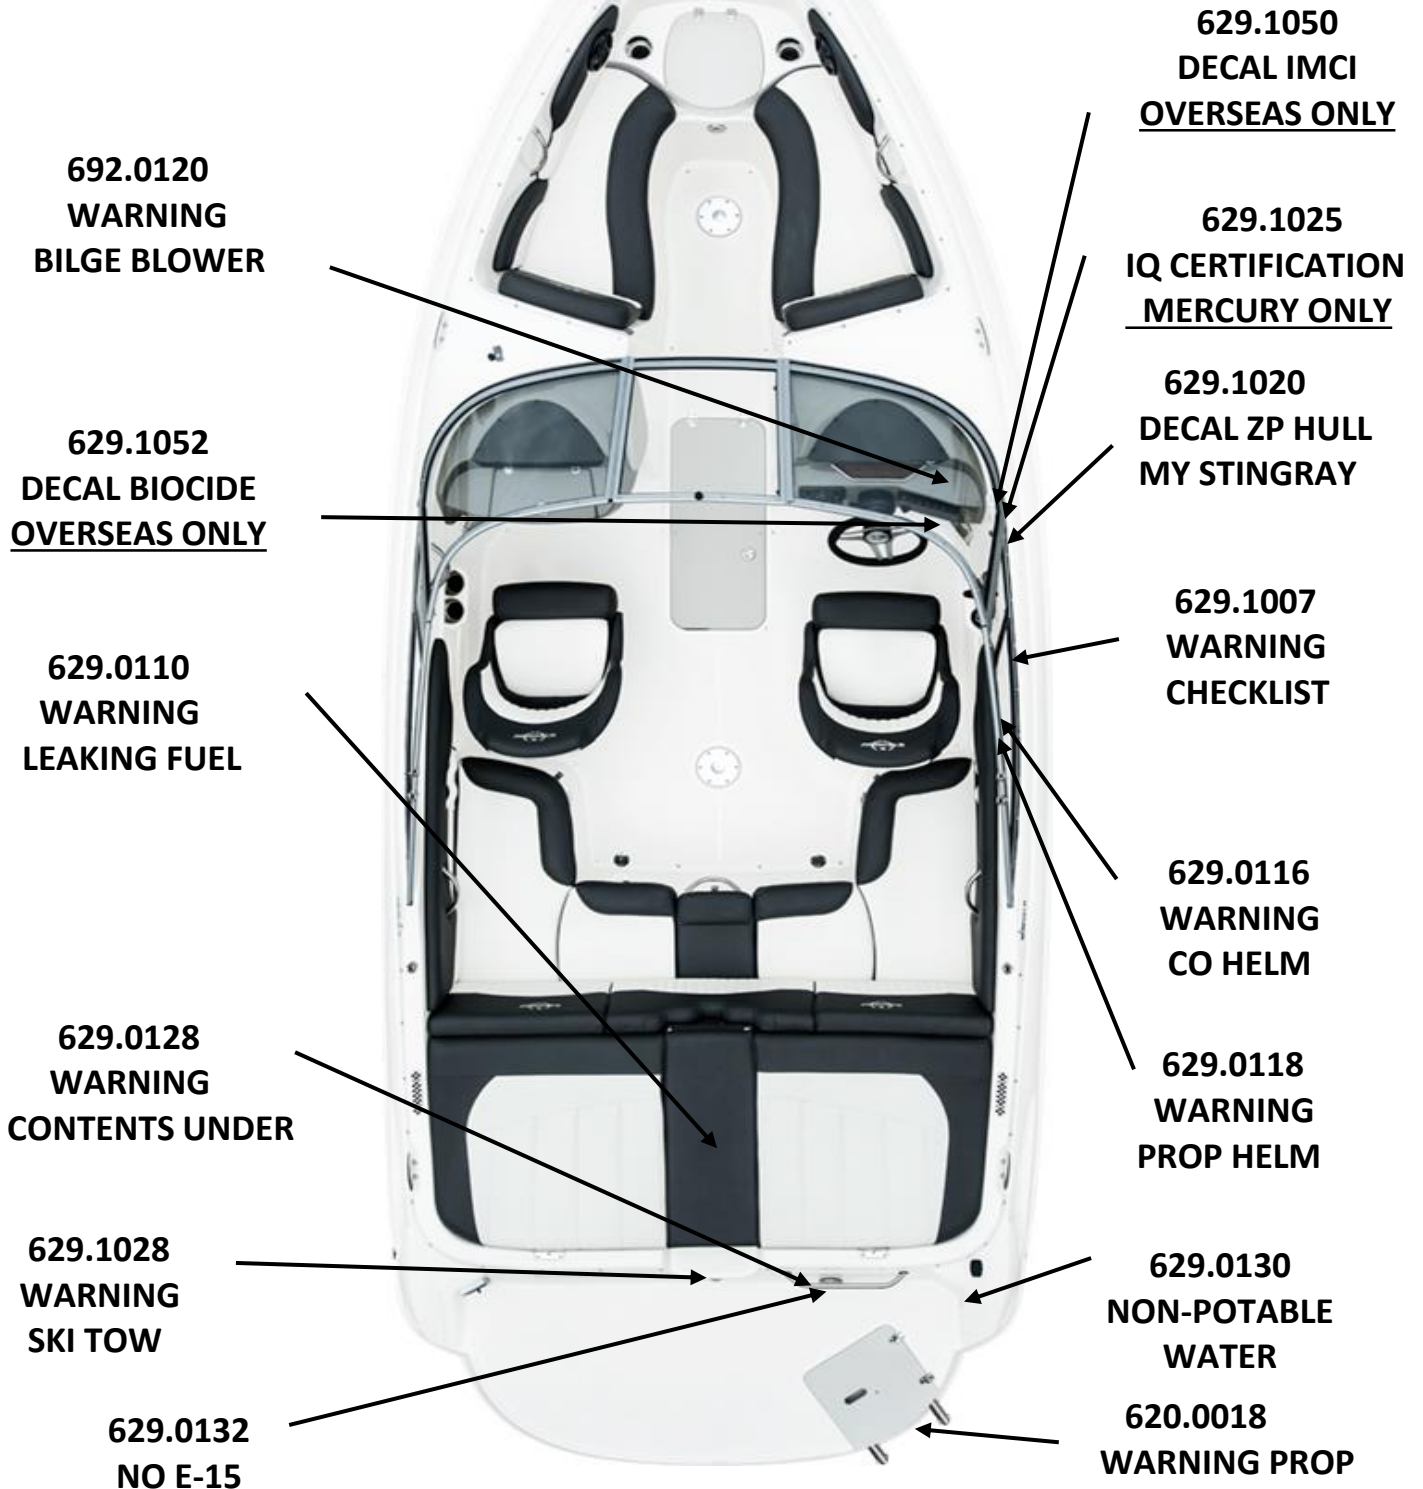 629.1050
DECAL IMCI
OVERSEAS ONLY
692.0120
WARNING
BILGE BLOWER
629.1025
IQ CERTIFICATION
MERCURY ONLY
629.1020
DECAL ZP HULL
MY STINGRAY
629.1052
DECAL BIOCIDE
OVERSEAS ONLY
629.1007
WARNING
CHECKLIST
629.0110
WARNING
LEAKING FUEL
629.0116
WARNING
CO HELM
629.0128
WARNING
CONTENTS UNDER
629.0118
WARNING
PROP HELM
629.1028
WARNING
SKI TOW
629.0130
NON-POTABLE
WATER
629.0132
NO E-15
620.0018
WARNING PROP